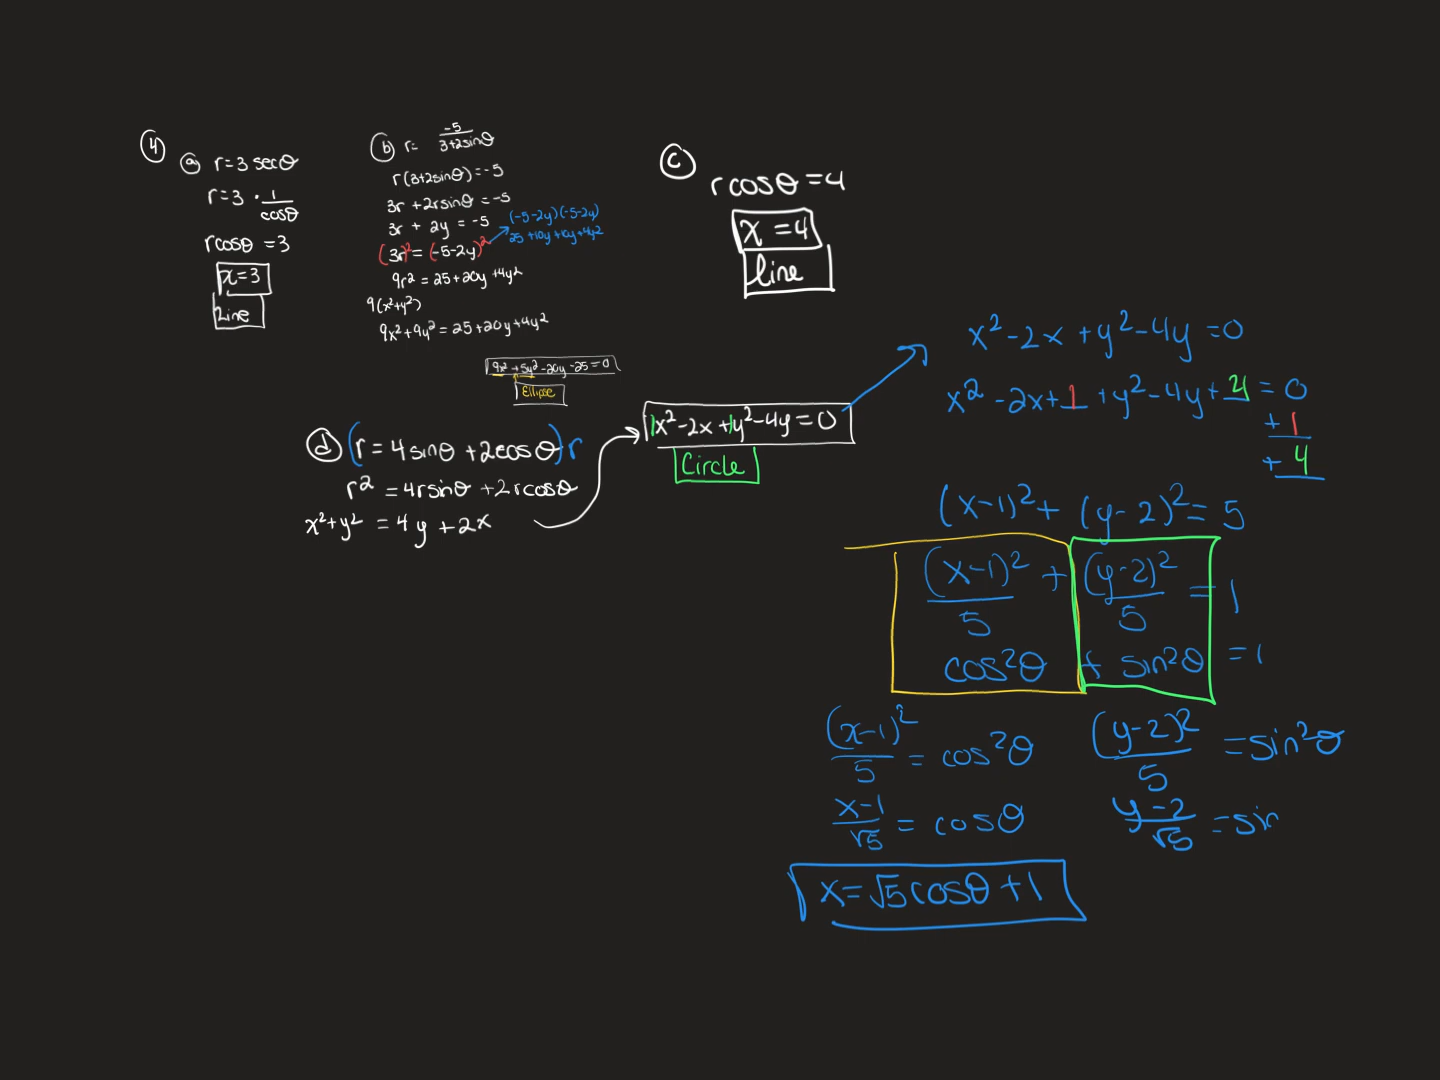 ④
ⓐ r=3 secθ
r=3 · 1/cosθ
rcosθ =3
x=3
Line
ⓑ r= -5/(3+2sinθ)
r(3+2sinθ)=-5
3r +2rsinθ =-5
3r + 2y =-5
(3r)²=(-5-2y)²
(-5-2y)(-5-2y)
25+10y+10y+4y²
9r²=25+20y+4y²
9(x²+y²)
9x²+9y²=25+20y+4y²
9x²+5y²-20y-25=0
Ellipse
ⓒ
rcosθ=4
x=4
line
ⓓ (r=4sinθ+2cosθ)r
r²=4rsinθ+2rcosθ
x²+y²=4y+2x
1x²-2x+1y²-4y=0
Circle
x²-2x+y²-4y=0
x²-2x+1+y²-4y+4=0
+1
+4
(x-1)²+(y-2)²=5
(x-1)²/5+(y-2)²/5=1
cos²θ+sin²θ=1
(x-1)²/5=cos²θ
(y-2)²/5=sin²θ
x-1/√5=cosθ
y-2/√5=sin
x=√5cosθ+1